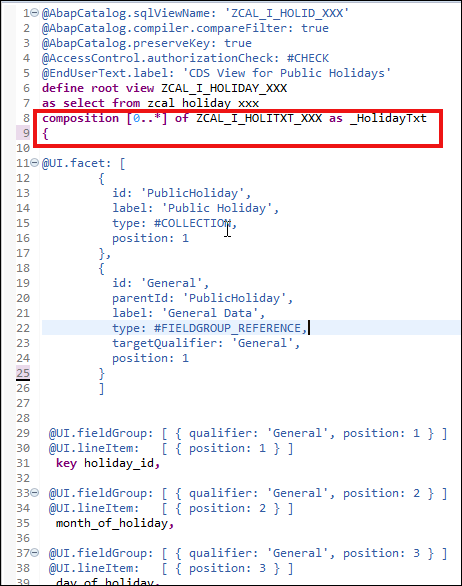 1 @AbapCatalog.sqlViewName: 'ZCAL_I_HOLID_XXX'
2 @AbapCatalog.compiler.compareFilter: true
3 @AbapCatalog.preserveKey: true
4 @AccessControl.authorizationCheck: #CHECK
5 @EndUserText.label: 'CDS View for Public Holidays'
6 define root view ZCAL_I_HOLIDAY_XXX
7 as select from zcal_holiday_xxx
8 composition [0..*] of ZCAL_I_HOLITXT_XXX as _HolidayTxt
9 {
10
11 @UI.facet: [
12 {
13 id: 'PublicHoliday',
14 label: 'Public Holiday',
15 type: #COLLECTION,
16 position: 1
17 },
18 {
19 id: 'General',
20 parentId: 'PublicHoliday',
21 label: 'General Data',
22 type: #FIELDGROUP_REFERENCE,
23 targetQualifier: 'General',
24 position: 1
25 }
26 ]
27
28
29 @UI.fieldGroup: [ { qualifier: 'General', position: 1 } ]
30 @UI.lineItem: [ { position: 1 } ]
31 key holiday_id,
32
33 @UI.fieldGroup: [ { qualifier: 'General', position: 2 } ]
34 @UI.lineItem: [ { position: 2 } ]
35 month_of_holiday,
36
37 @UI.fieldGroup: [ { qualifier: 'General', position: 3 } ]
38 @UI.lineItem: [ { position: 3 } ]
39 day_of_holiday,